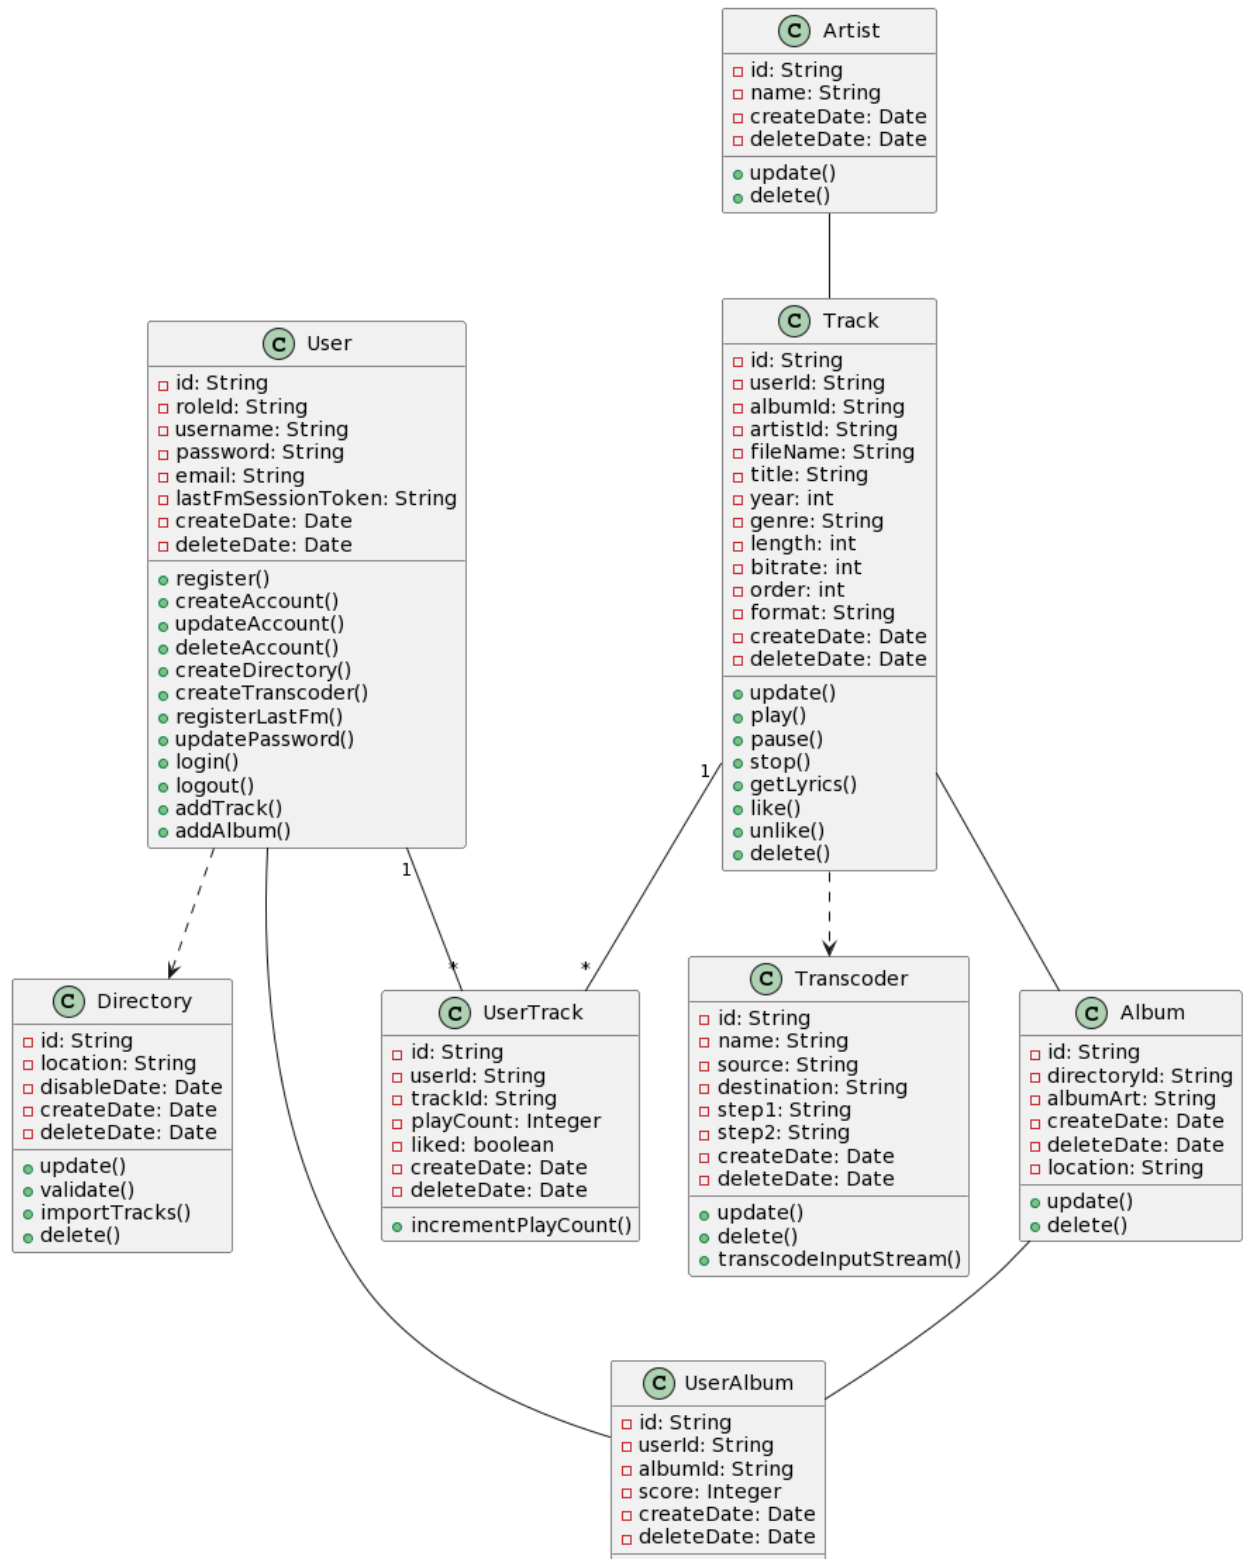 C Artist
id: String
name: String
createDate: Date
deleteDate: Date
update()
delete()
C User
id: String
roleId: String
username: String
password: String
email: String
lastFmSessionToken: String
createDate: Date
deleteDate: Date
register()
createAccount()
updateAccount()
deleteAccount()
createDirectory()
createTranscoder()
registerLastFm()
updatePassword()
login()
logout()
addTrack()
addAlbum()
1
C Track
id: String
userId: String
albumId: String
artistId: String
fileName: String
title: String
year: int
genre: String
length: int
bitrate: int
order: int
format: String
createDate: Date
deleteDate: Date
update()
play()
pause()
stop()
getLyrics()
like()
unlike()
delete()
1
*
*
C Directory
id: String
location: String
disableDate: Date
createDate: Date
deleteDate: Date
update()
validate()
importTracks()
delete()
C UserTrack
id: String
userId: String
trackId: String
playCount: Integer
liked: boolean
createDate: Date
deleteDate: Date
incrementPlayCount()
C Transcoder
id: String
name: String
source: String
destination: String
step1: String
step2: String
createDate: Date
deleteDate: Date
update()
delete()
transcodeInputStream()
C Album
id: String
directoryId: String
albumArt: String
createDate: Date
deleteDate: Date
location: String
update()
delete()
C UserAlbum
id: String
userId: String
albumId: String
score: Integer
createDate: Date
deleteDate: Date